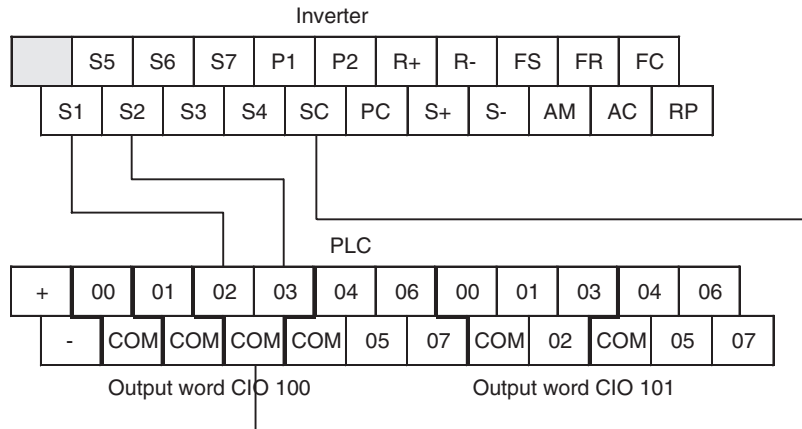 Inverter
S5 S6 S7 P1 P2 R+ R- FS FR FC
S1 S2 S3 S4 SC PC S+ S- AM AC RP
PLC
+ 00 01 02 03 04 06 00 01 03 04 06
- COM COM COM COM 05 07 COM 02 COM 05 07
Output word CIO 100 Output word CIO 101